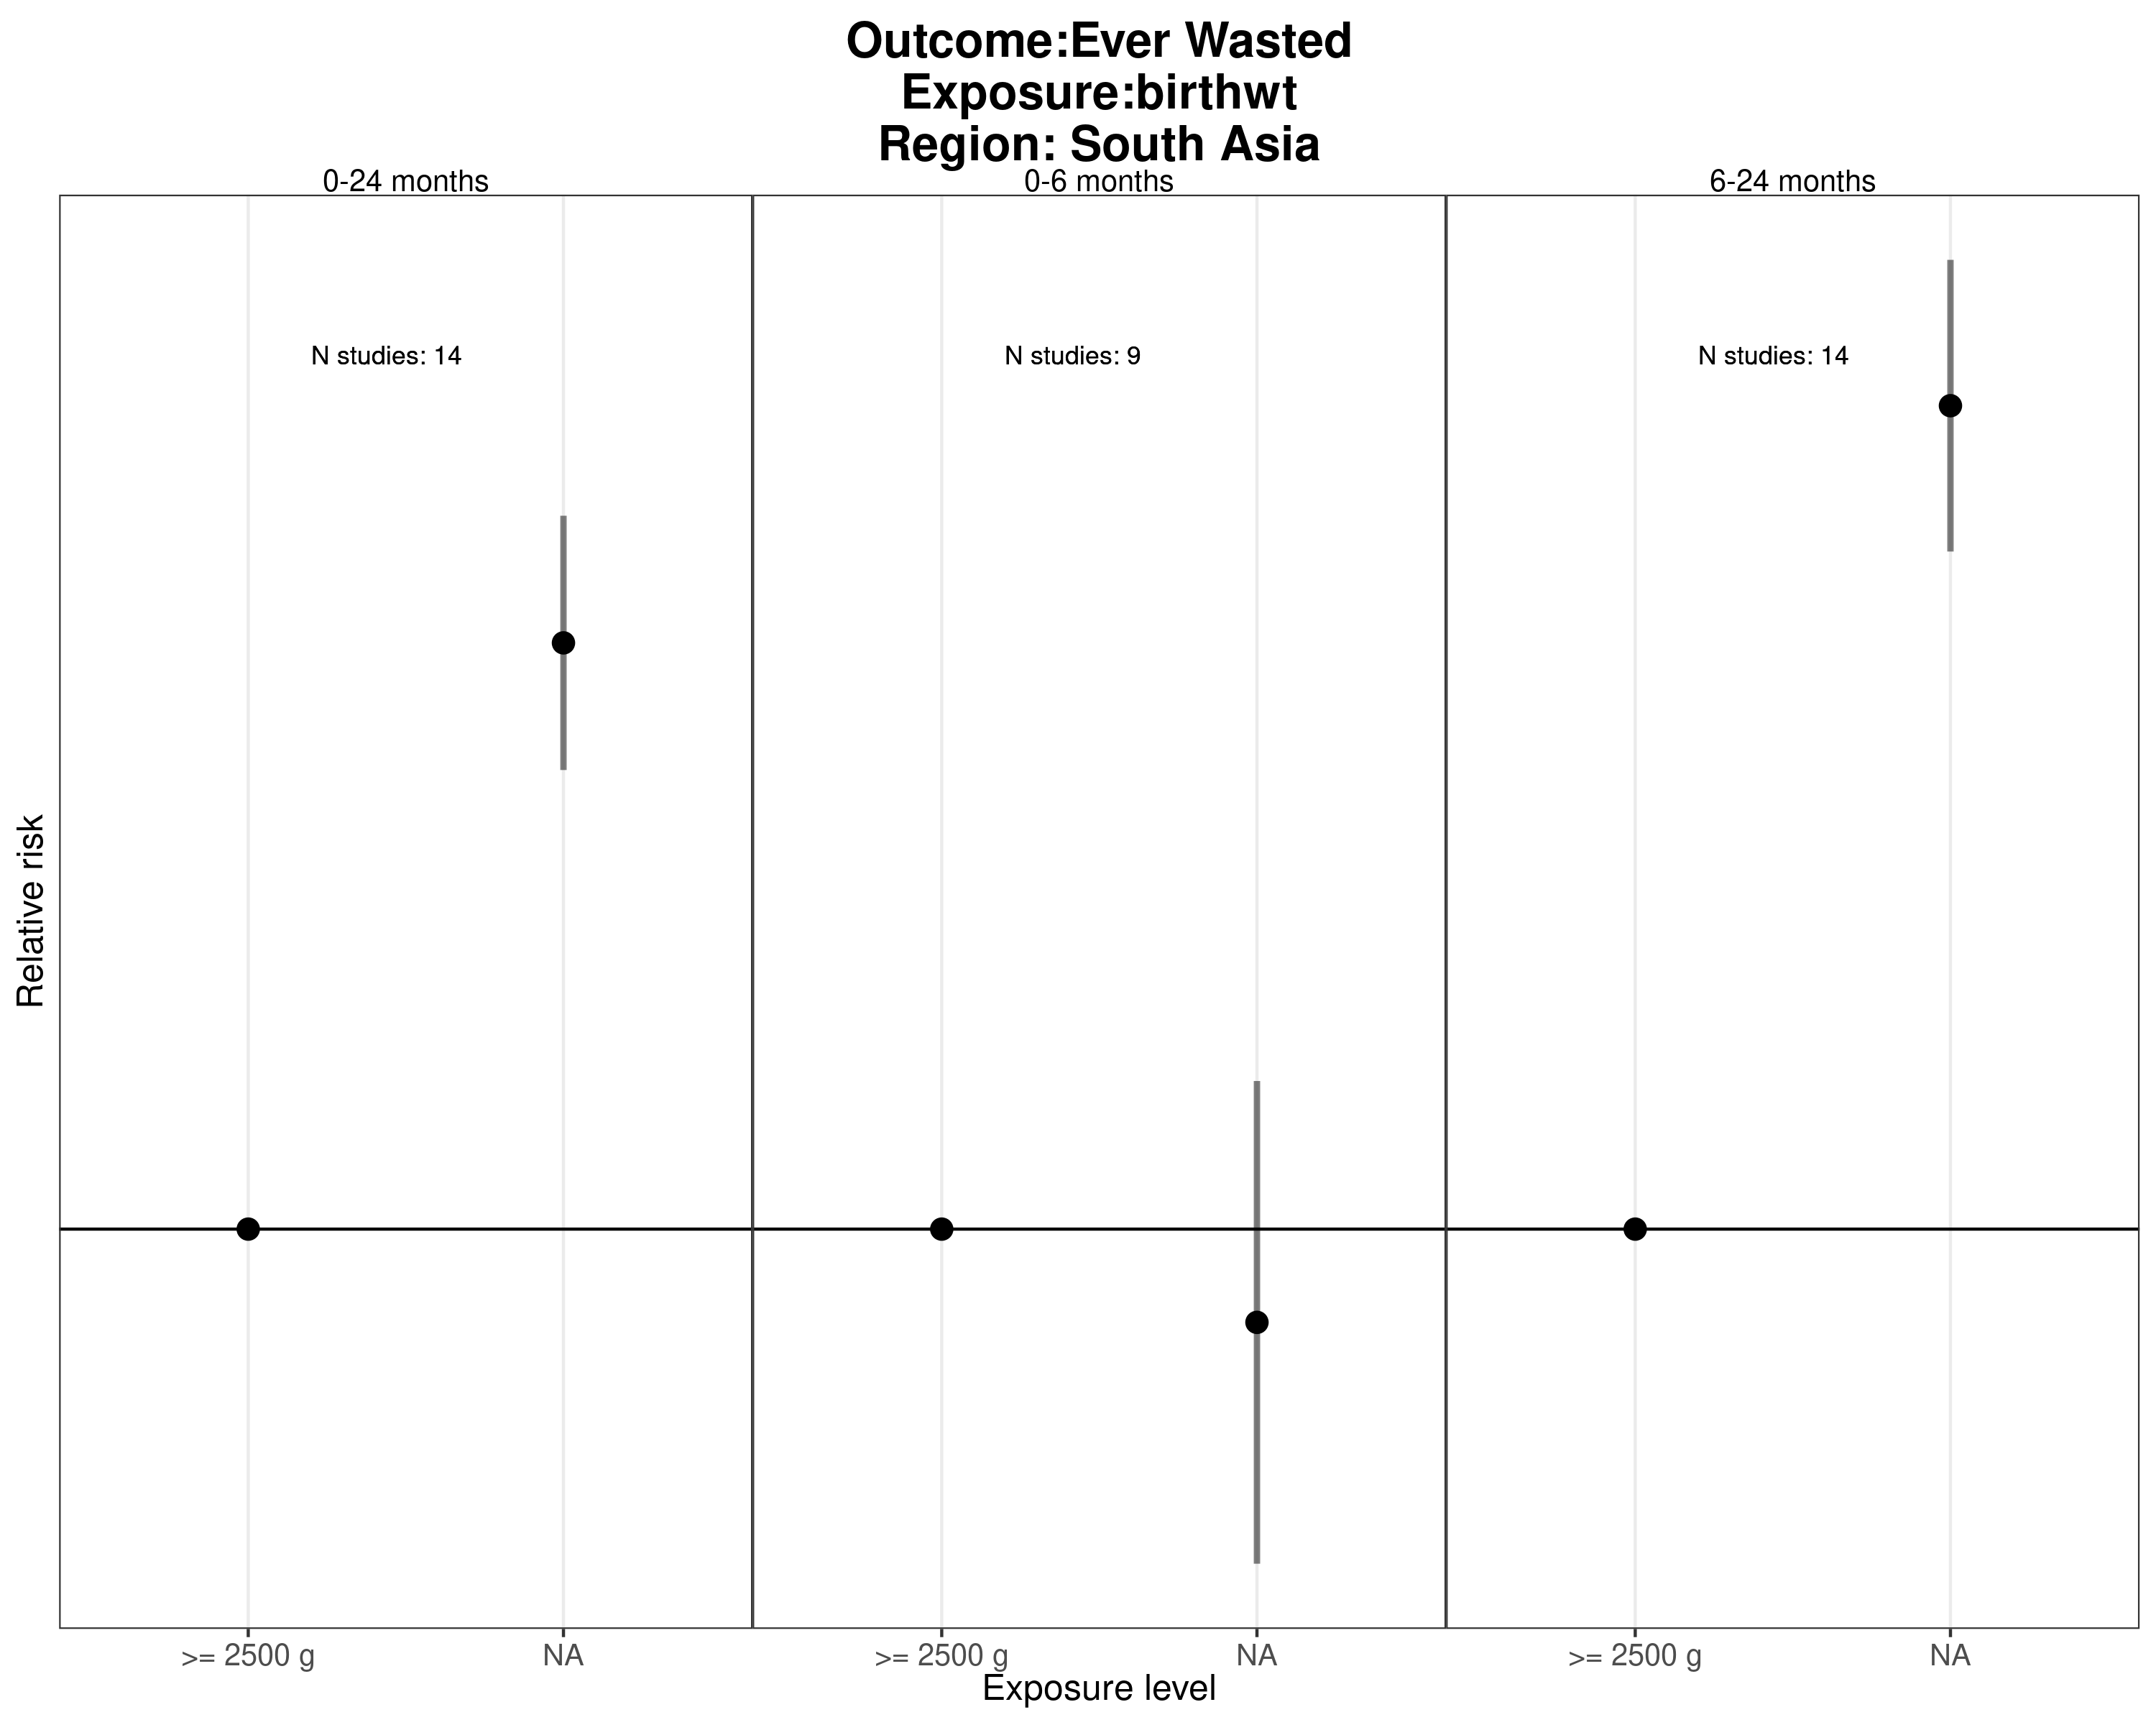 Outcome:Ever Wasted
Exposure:birthwt
Region: South Asia
0-24 months
0-6 months
6-24 months
N studies: 14
N studies: 9
N studies: 14
Relative risk
>= 2500 g
NA
>= 2500 g
NA
>= 2500 g
NA
Exposure level